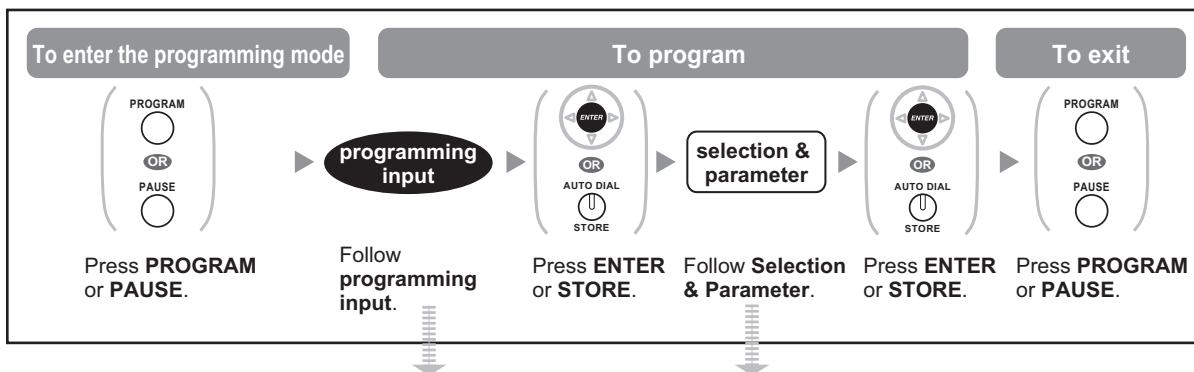 To enter the programming mode
To program
To exit
PROGRAM
OR
PAUSE
programming
input
ENTER
OR
AUTO DIAL
STORE
selection &
parameter
ENTER
OR
AUTO DIAL
STORE
PROGRAM
OR
PAUSE
Press PROGRAM
or PAUSE.
Follow
programming
input.
Press ENTER
or STORE.
Follow Selection
& Parameter.
Press ENTER
or STORE.
Press PROGRAM
or PAUSE.